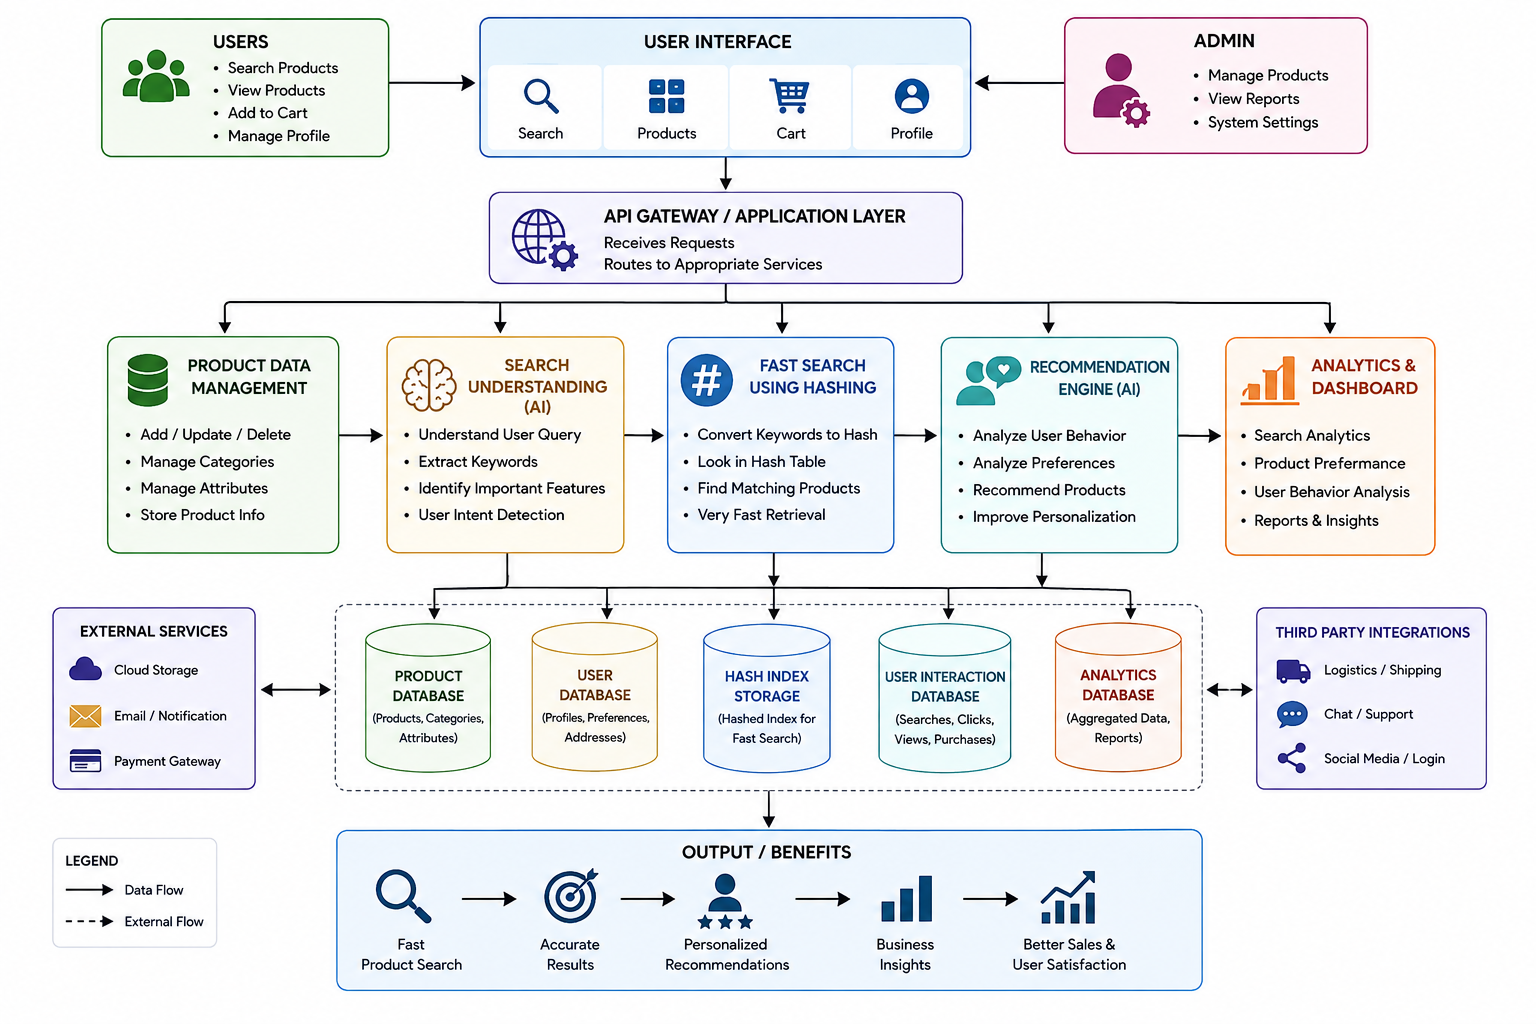 USERS
• Search Products
• View Products
• Add to Cart
• Manage Profile
USER INTERFACE
Search
Products
Cart
Profile
ADMIN
• Manage Products
• View Reports
• System Settings
API GATEWAY / APPLICATION LAYER
Receives Requests
Routes to Appropriate Services
PRODUCT DATA
MANAGEMENT
• Add / Update / Delete
• Manage Categories
• Manage Attributes
• Store Product Info
SEARCH
UNDERSTANDING
(AI)
• Understand User Query
• Extract Keywords
• Identify Important Features
• User Intent Detection
#
FAST SEARCH
USING HASHING
• Convert Keywords to Hash
• Look in Hash Table
• Find Matching Products
• Very Fast Retrieval
RECOMMENDATION
ENGINE (AI)
• Analyze User Behavior
• Analyze Preferences
• Recommend Products
• Improve Personalization
ANALYTICS &
DASHBOARD
• Search Analytics
• Product Prefermance
• User Behavior Analysis
• Reports & Insights
EXTERNAL SERVICES
Cloud Storage
Email / Notification
Payment Gateway
PRODUCT
DATABASE
(Products, Categories,
Attributes)
USER
DATABASE
(Profiles, Preferences,
Addresses)
HASH INDEX
STORAGE
(Hashed Index for
Fast Search)
USER INTERACTION
DATABASE
(Searches, Clicks,
Views, Purchases)
ANALYTICS
DATABASE
(Aggregated Data,
Reports)
THIRD PARTY INTEGRATIONS
Logistics / Shipping
Chat / Support
Social Media / Login
LEGEND
Data Flow
External Flow
OUTPUT / BENEFITS
Fast
Product Search
Accurate
Results
Personalized
Recommendations
Business
Insights
Better Sales &
User Satisfaction